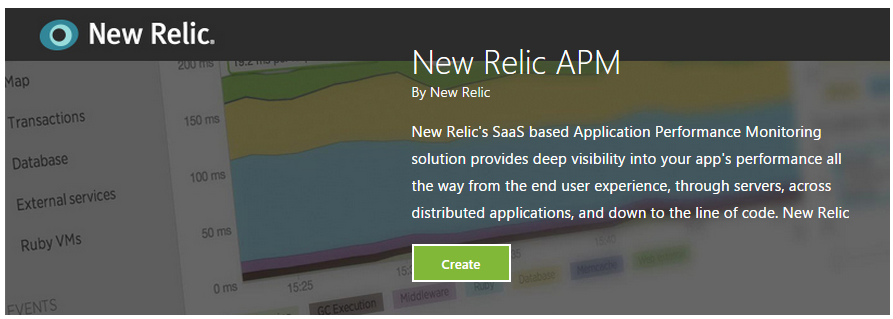 New Relic.
New Relic APM
By New Relic
New Relic's SaaS based Application Performance Monitoring
solution provides deep visibility into your app's performance all
the way from the end user experience, through servers, across
distributed applications, and down to the line of code. New Relic
Create
200 ms
150 ms
100 ms
50 ms
0 ms
Map
Transactions
Database
External services
Ruby VMs
EVENTS
15:25
GC Execution
Middleware
Ruby
Database